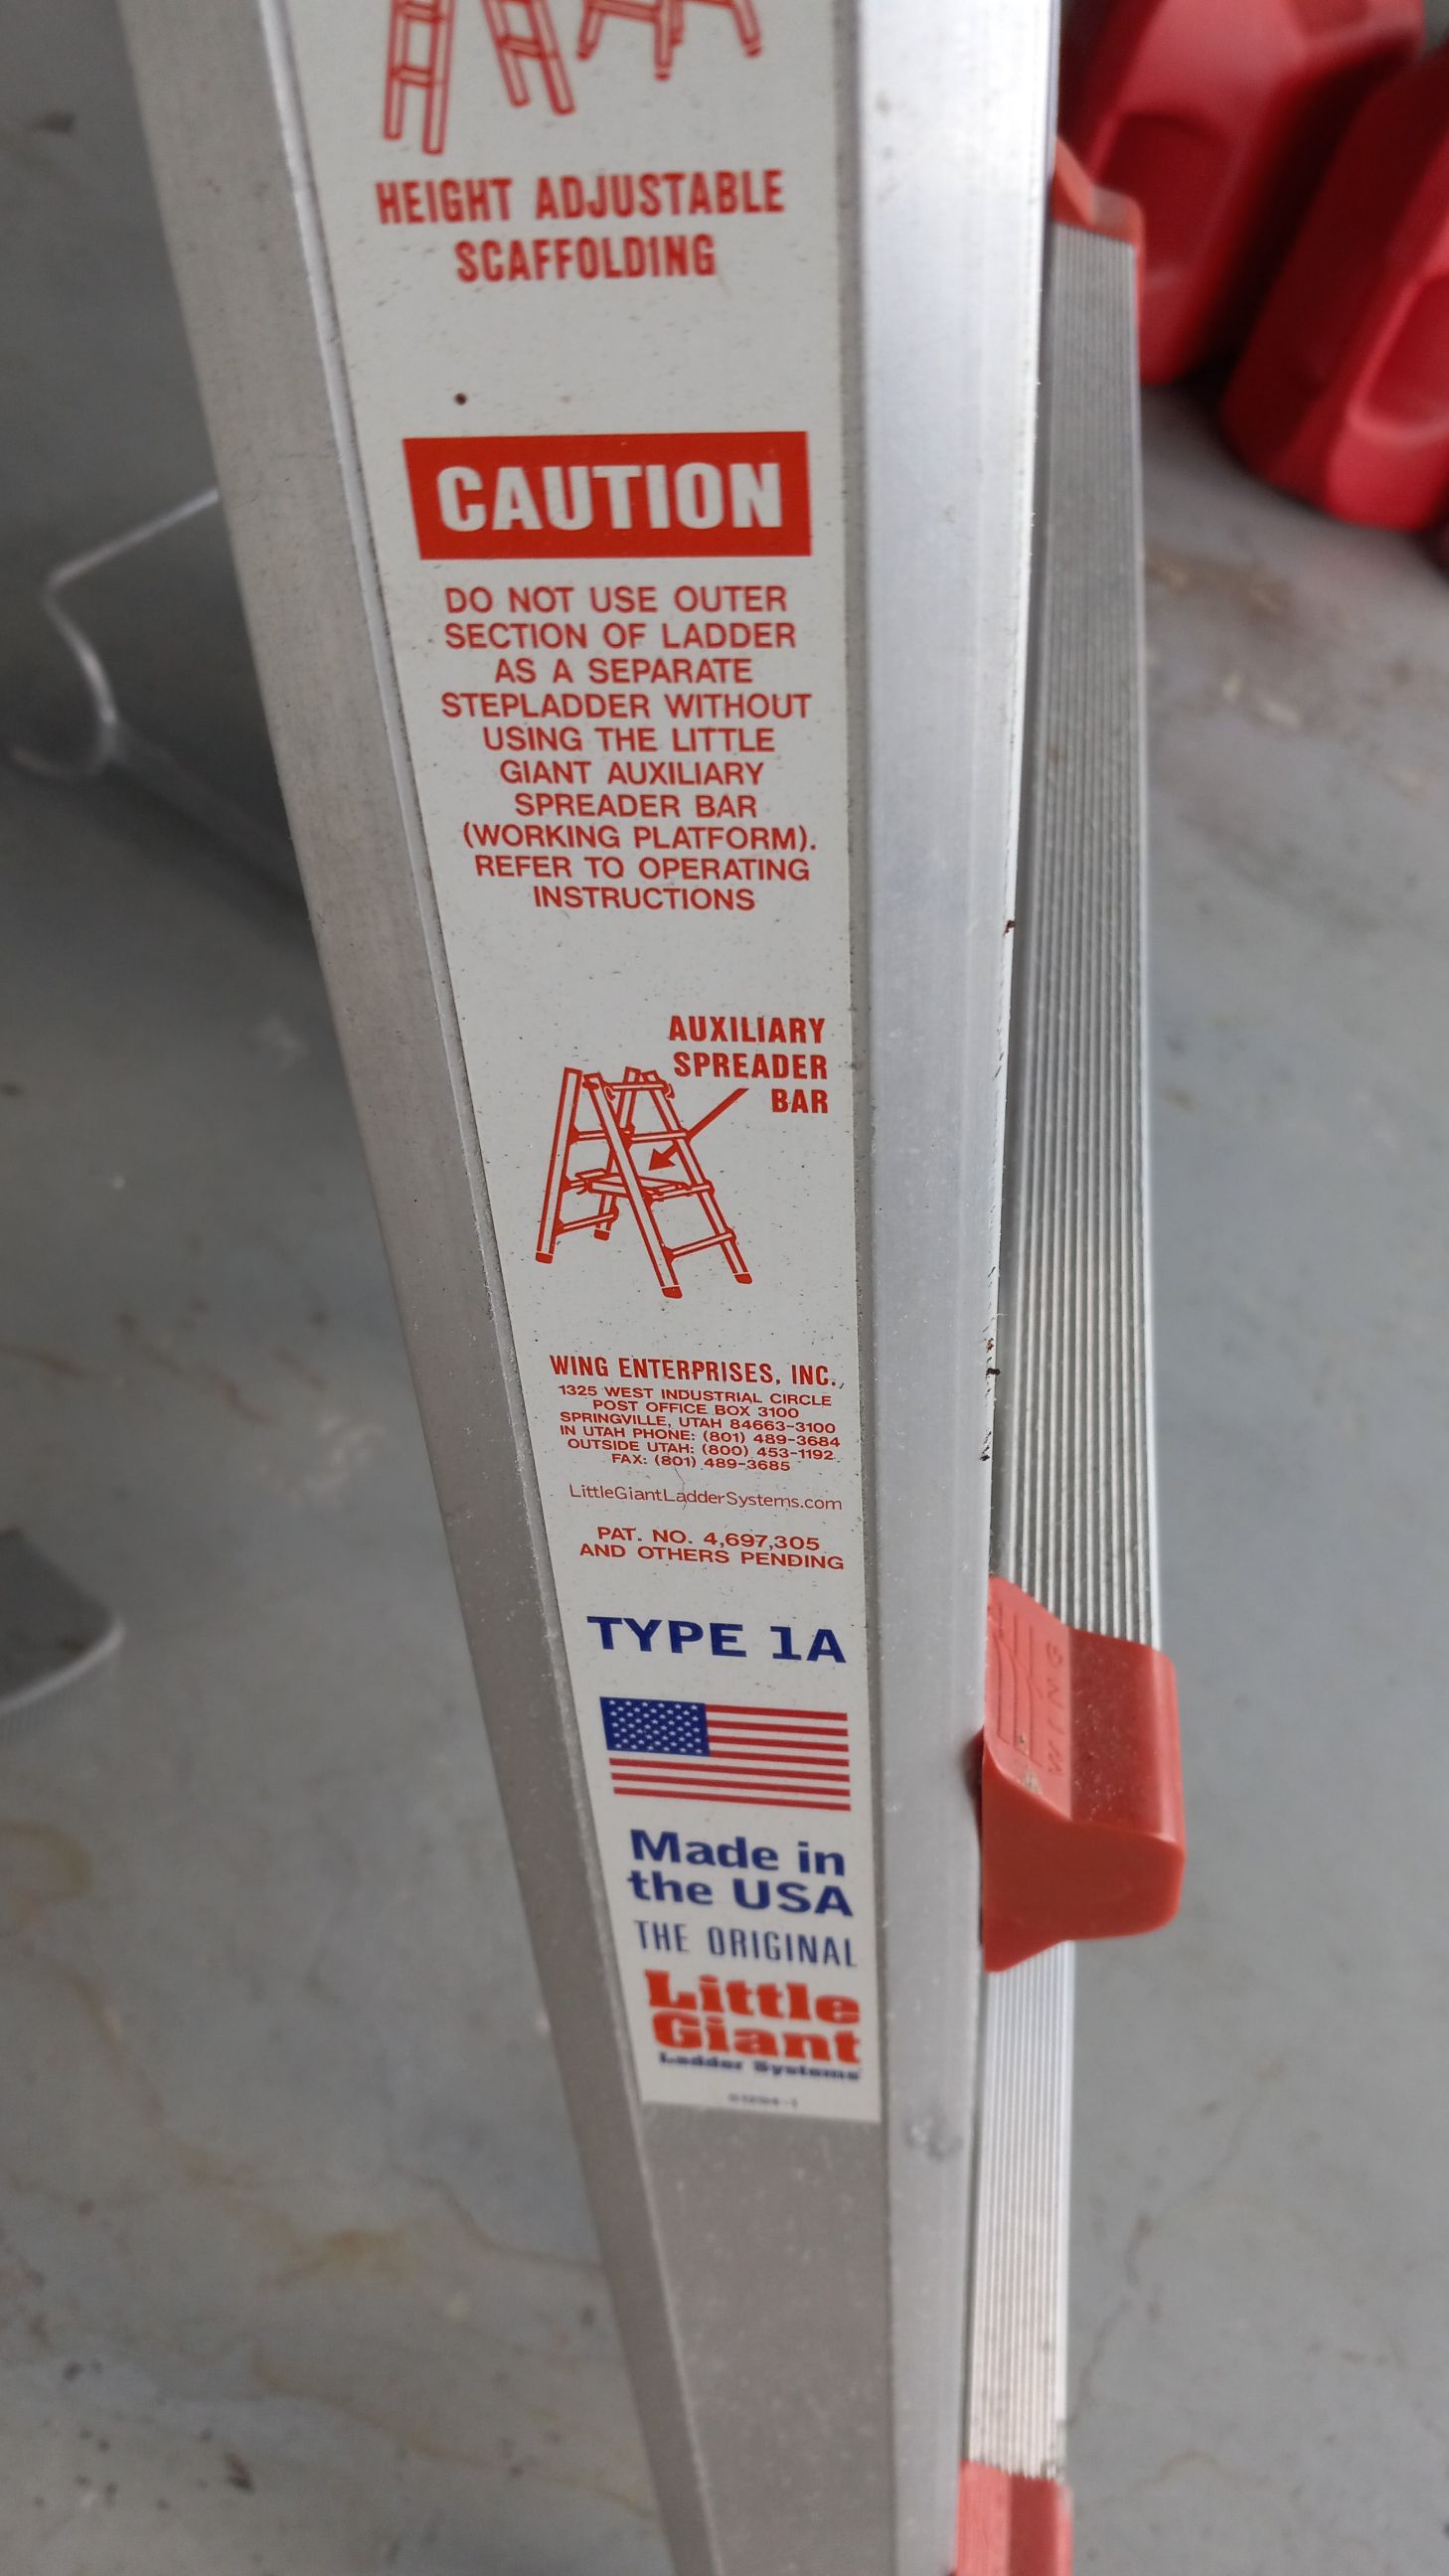 HEIGHT ADJUSTABLE
SCAFFOLDING
CAUTION
DO NOT USE OUTER
SECTION OF LADDER
AS A SEPARATE
STEPLADDER WITHOUT
USING THE LITTLE
GIANT AUXILIARY
SPREADER BAR
(WORKING PLATFORM).
REFER TO OPERATING
INSTRUCTIONS
AUXILIARY
SPREADER
BAR
WING ENTERPRISES, INC.,
1325 WEST INDUSTRIAL CIRCLE
POST OFFICE BOX 3100
SPRINGVILLE, UTAH 84663-3100
IN UTAH PHONE: (801) 489-3684
OUTSIDE UTAH: (800) 453-1192
FAX: (801) 489-3685
LittleGiantLadderSystems.com
PAT. NO. 4,697,305
AND OTHERS PENDING
TYPE 1A
Made in
the USA
THE ORIGINAL
Little
Giant
Ladder Systems
WING